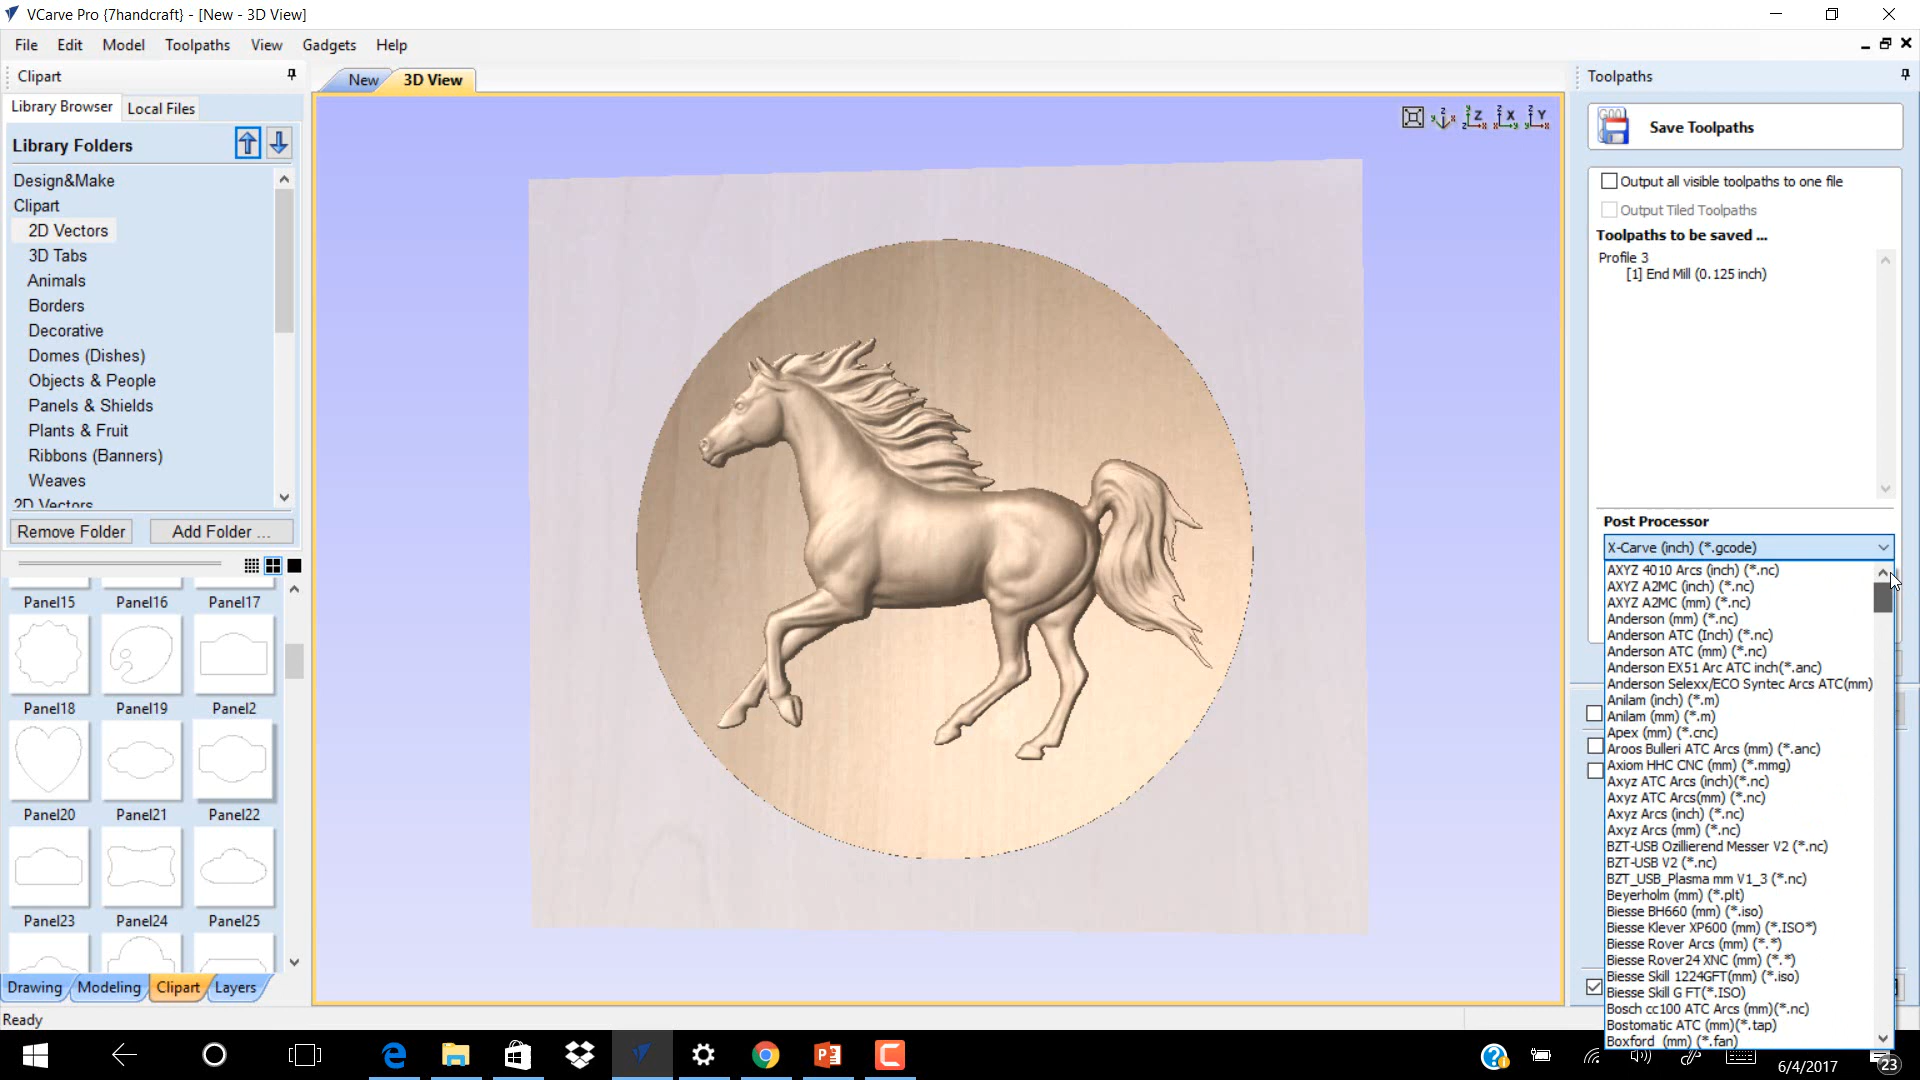 VCarve Pro {7handcraft} - [New - 3D View]
File Edit Model Toolpaths View Gadgets Help
Clipart
Library Browser Local Files
Library Folders
Design&Make
Clipart
2D Vectors
3D Tabs
Animals
Borders
Decorative
Domes (Dishes)
Objects & People
Panels & Shields
Plants & Fruit
Ribbons (Banners)
Weaves
2D Vectors
Remove Folder Add Folder ...
Panel15 Panel16 Panel17
Panel18 Panel19 Panel2
Panel20 Panel21 Panel22
Panel23 Panel24 Panel25
Drawing Modeling Clipart Layers
Ready
New 3D View
Toolpaths
Save Toolpaths
Output all visible toolpaths to one file
Output Tiled Toolpaths
Toolpaths to be saved ...
Profile 3
[1] End Mill (0.125 inch)
Post Processor
X-Carve (inch) (*.gcode)
AXYZ 4010 Arcs (inch) (*.nc)
AXYZ A2MC (inch) (*.nc)
AXYZ A2MC (mm) (*.nc)
Anderson (mm) (*.nc)
Anderson ATC (Inch) (*.nc)
Anderson ATC (mm) (*.nc)
Anderson EX51 Arc ATC inch(*.anc)
Anderson Selexx/ECO Syntec Arcs ATC(mm)
Anilam (inch) (*.m)
Anilam (mm) (*.m)
Apex (mm) (*.cnc)
Aroos Bulleri ATC Arcs (mm) (*.anc)
Axiom HHC CNC (mm) (*.mmg)
Axyz ATC Arcs (inch)(*.nc)
Axyz ATC Arcs(mm) (*.nc)
Axyz Arcs (inch) (*.nc)
Axyz Arcs (mm) (*.nc)
BZT-USB Ozillierend Messer V2 (*.nc)
BZT-USB V2 (*.nc)
BZT_USB_Plasma mm V1_3 (*.nc)
Beyerholm (mm) (*.plt)
Biesse BH660 (mm) (*.iso)
Biesse Klever XP600 (mm) (*.ISO*)
Biesse Rover Arcs (mm) (*.*)
Biesse Rover24 XNC (mm) (*.*)
Biesse Skill 1224GFT(mm) (*.iso)
Biesse Skill G FT(*.ISO)
Bosch cc100 ATC Arcs (mm)(*.nc)
Bostomatic ATC (mm)(*.tap)
Boxford (mm) (*.fan)
6/4/2017
23